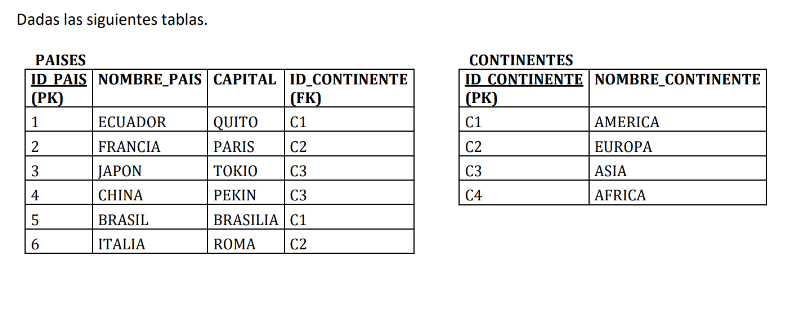 Dadas las siguientes tablas.
PAISES
ID_PAIS (PK) NOMBRE_PAIS CAPITAL ID_CONTINENTE (FK)
1 ECUADOR QUITO C1
2 FRANCIA PARIS C2
3 JAPON TOKIO C3
4 CHINA PEKIN C3
5 BRASIL BRASILIA C1
6 ITALIA ROMA C2
CONTINENTES
ID_CONTINENTE (PK) NOMBRE_CONTINENTE
C1 AMERICA
C2 EUROPA
C3 ASIA
C4 AFRICA